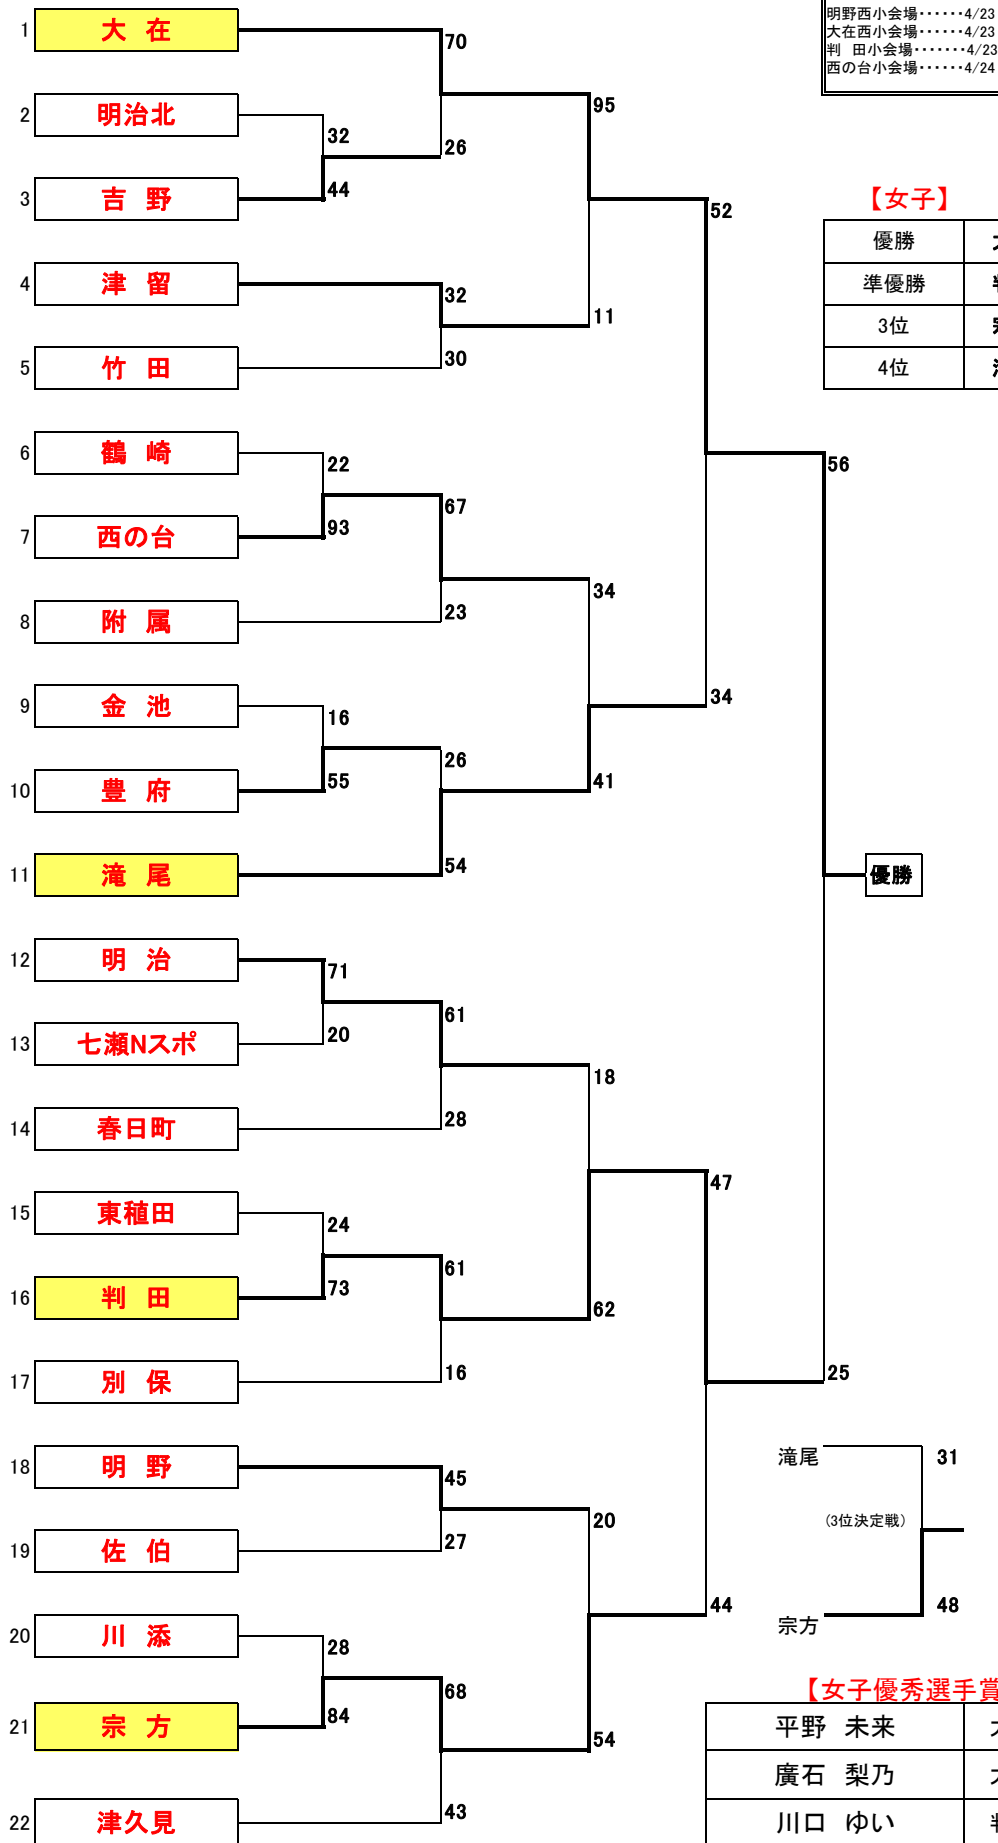 明野西小会場‥‥‥4/23
大在西小会場‥‥‥4/23
判 田小会場‥‥‥‥4/23
西の台小会場‥‥‥4/24
1 大 在
70
2 明治北
32
95
26
3 吉 野
44
52
【女子】
優勝
準優勝
3位
4位
4 津 留
32
11
5 竹 田
30
6 鶴 崎
22
56
7 西の台
93
67
34
8 附 属
23
9 金 池
16
34
10 豊 府
55
26
41
11 滝 尾
54
優勝
12 明 治
71
13 七瀬Nスポ
20
61
18
14 春日町
28
47
15 東稙田
24
16 判 田
73
61
62
17 別 保
16
25
18 明 野
45
滝尾
31
19 佐 伯
27
20
(3位決定戦)
44
宗方
48
20 川 添
28
21 宗 方
84
68
54
22 津久見
43
【女子優秀選手賞
平野 未来
廣石 梨乃
川口 ゆい